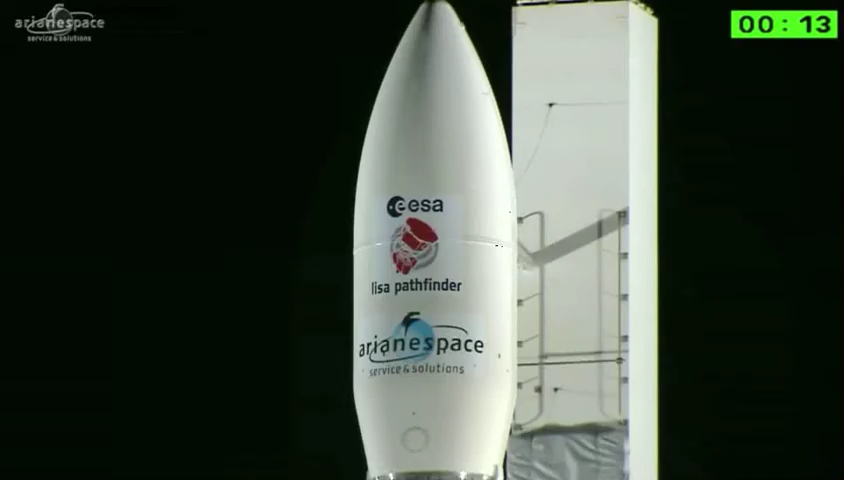 arianespace
service & solutions
00:13
esa
lisa pathfinder
arianespace
service & solutions